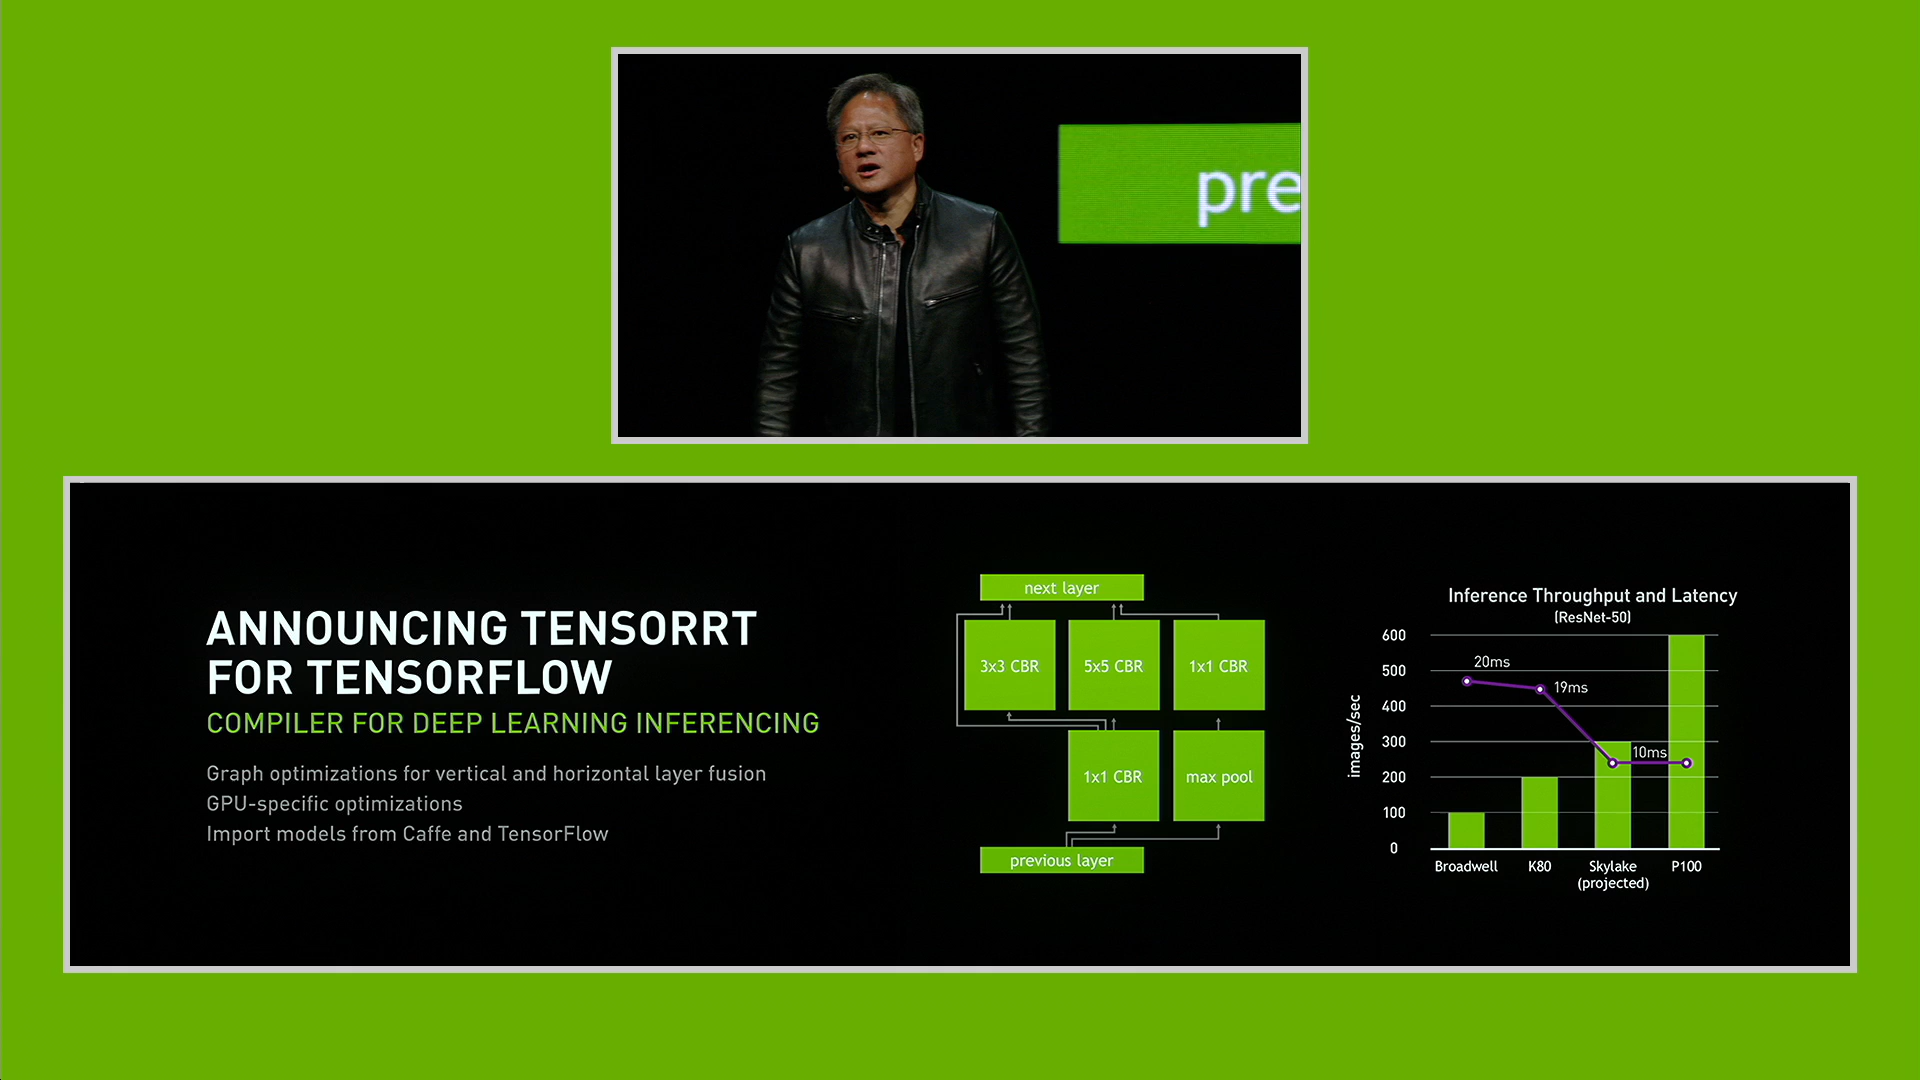 pre
ANNOUNCING TENSORRT
FOR TENSORFLOW
COMPILER FOR DEEP LEARNING INFERENCING
Graph optimizations for vertical and horizontal layer fusion
GPU-specific optimizations
Import models from Caffe and TensorFlow
next layer
3x3 CBR
5x5 CBR
1x1 CBR
1x1 CBR
max pool
previous layer
Inference Throughput and Latency
(ResNet-50)
images/sec
600
500
400
300
200
100
0
20ms
19ms
10ms
Broadwell
K80
Skylake
(projected)
P100